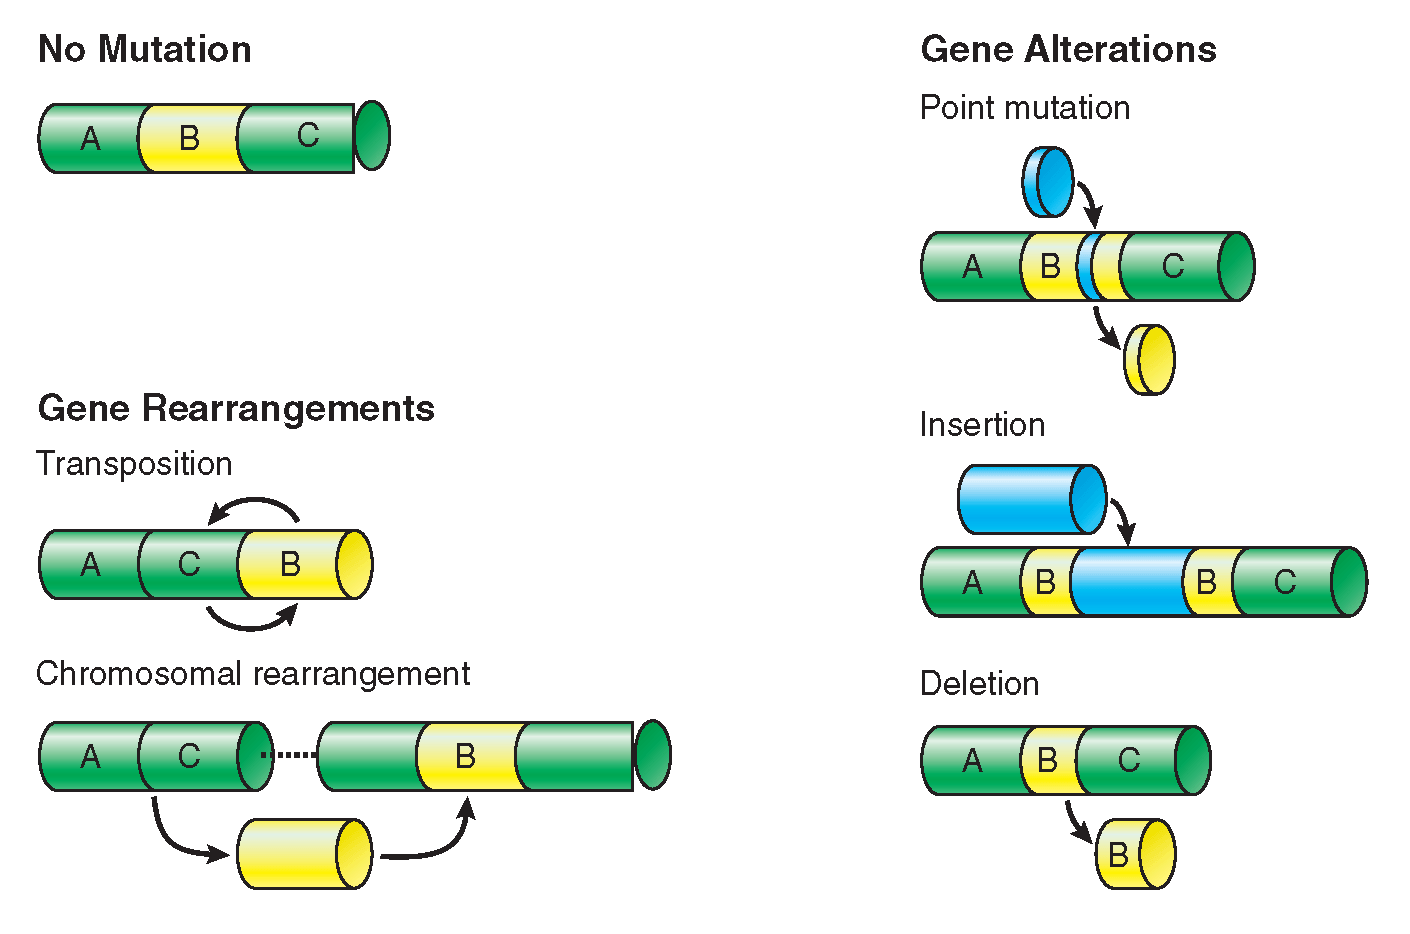 No Mutation
A B C
Gene Rearrangements
Transposition
A C B
Chromosomal rearrangement
A C B
Gene Alterations
Point mutation
A B C
Insertion
A B B C
Deletion
A B C
B